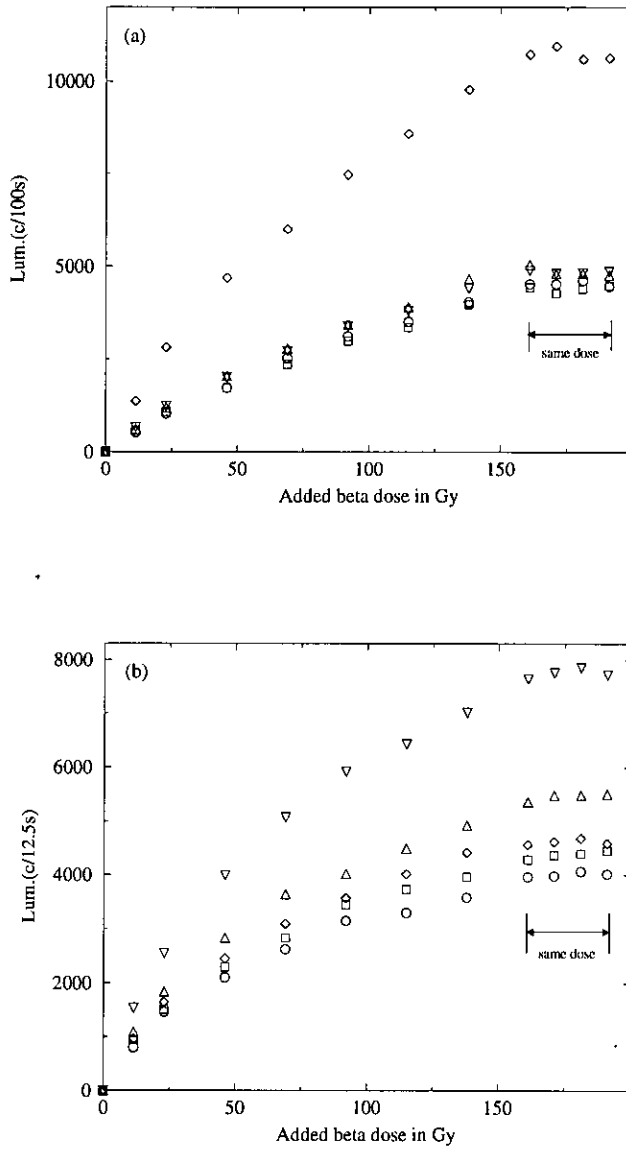 (a)
10000
5000
0
Lum.(c/100s)
same dose
0
50
100
150
Added beta dose in Gy
(b)
8000
6000
4000
2000
0
Lum.(c/12.5s)
same dose
0
50
100
150
Added beta dose in Gy